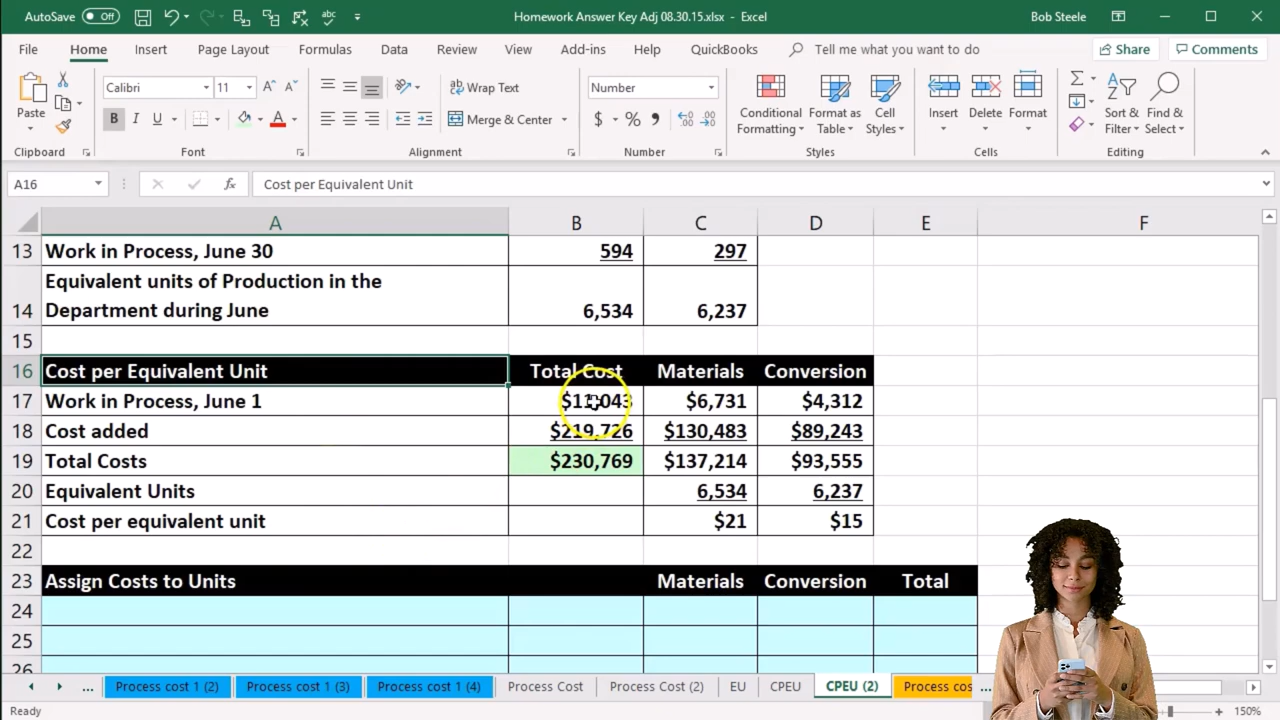 AutoSave Off Homework Answer Key Adj 08.30.15.xlsx - Excel Bob Steele
File Home Insert Page Layout Formulas Data Review View Add-ins Help QuickBooks Tell me what you want to do Share Comments
Paste Calibri 11 A A Wrap Text Number Conditional Formatting Format as Table Cell Styles Insert Delete Format Sort & Filter Find & Select
B I U A Merge & Center $ % ,
Clipboard Font Alignment Number Styles Cells Editing
A16 fx Cost per Equivalent Unit
A B C D E F
13 Work in Process, June 30 594 297
Equivalent units of Production in the
14 Department during June 6,534 6,237
15
16 Cost per Equivalent Unit Total Cost Materials Conversion
17 Work in Process, June 1 $11,043 $6,731 $4,312
18 Cost added $219,726 $130,483 $89,243
19 Total Costs $230,769 $137,214 $93,555
20 Equivalent Units 6,534 6,237
21 Cost per equivalent unit $21 $15
22
23 Assign Costs to Units Materials Conversion Total
24
25
26
... Process cost 1 (2) Process cost 1 (3) Process cost 1 (4) Process Cost Process Cost (2) EU CPEU CPEU (2) Process cos ...
Ready 150%